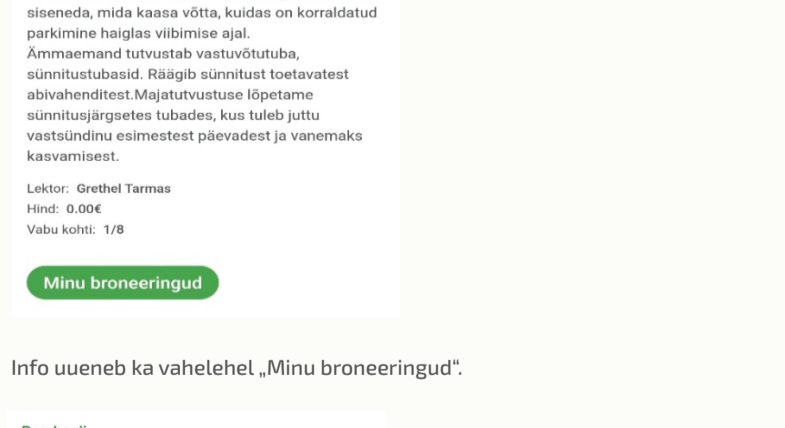 siseneda, mida kaasa võtta, kuidas on korraldatud
parkimine haiglas viibimise ajal.
Ämmaemand tutvustab vastuvõtutuba,
sünnitustubasid. Räägib sünnitust toetavatest
abivahenditest.Majatutvustuse lõpetame
sünnitusjärgsetes tubades, kus tuleb juttu
vastsündinu esimestest päevadest ja vanemaks
kasvamisest.
Lektor: Grethel Tarmas
Hind: 0.00€
Vabu kohti: 1/8
Minu broneeringud
Info uueneb ka vahelehel „Minu broneeringud“.